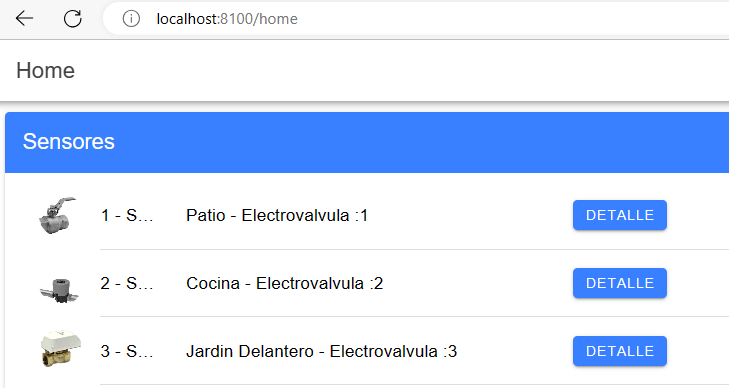 localhost:8100/home
Home
Sensores
1 - S... Patio - Electrovalvula :1 DETALLE
2 - S... Cocina - Electrovalvula :2 DETALLE
3 - S... Jardin Delantero - Electrovalvula :3 DETALLE